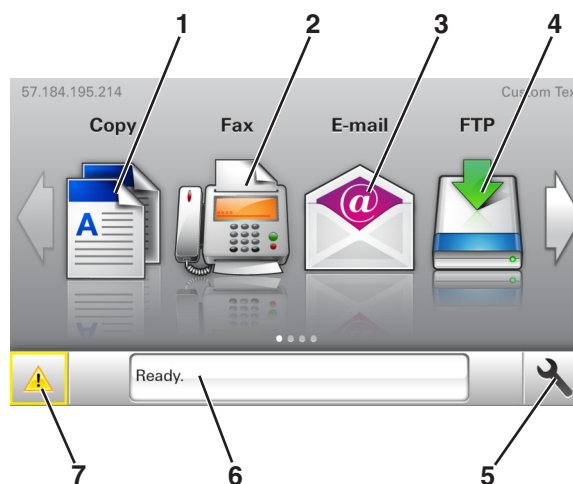 1 2 3 4
57.184.195.214 Custom Tex
Copy Fax E-mail FTP
A
@
A
Ready.
7 6 5